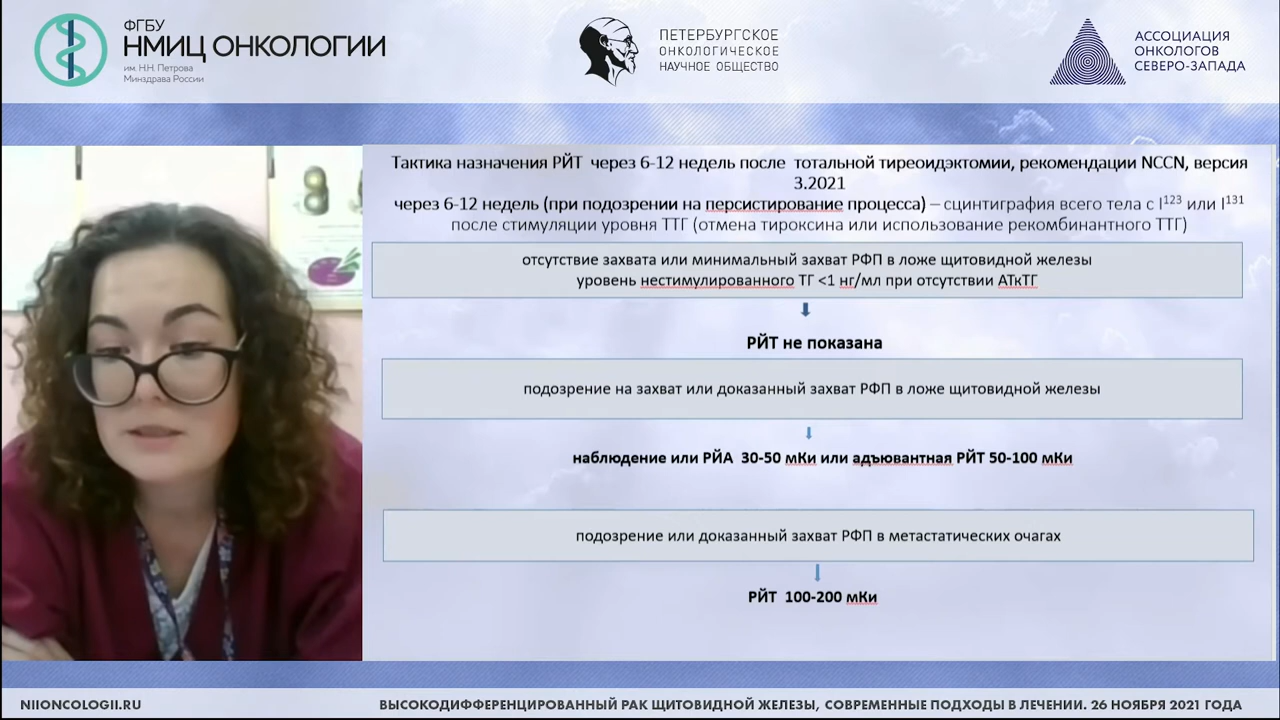 ФГБУ
НМИЦ ОНКОЛОГИИ
им. Н.Н. Петрова
Минздрава России
ПЕТЕРБУРГСКОЕ
ОНКОЛОГИЧЕСКОЕ
НАУЧНОЕ ОБЩЕСТВО
АССОЦИАЦИЯ
ОНКОЛОГОВ
СЕВЕРО-ЗАПАДА
Тактика назначения РЙТ через 6-12 недель после тотальной тиреоидэктомии, рекомендации NCCN, версия
3.2021
через 6-12 недель (при подозрении на персистирование процесса) – сцинтиграфия всего тела с I¹²³ или I¹³¹
после стимуляции уровня ТТГ (отмена тироксина или использование рекомбинантного ТТГ)
отсутствие захвата или минимальный захват РФП в ложе щитовидной железы
уровень нестимулированного ТГ <1 нг/мл при отсутствии АТкТГ
РЙТ не показана
подозрение на захват или доказанный захват РФП в ложе щитовидной железы
наблюдение или РЙА 30-50 мКи или адъювантная РЙТ 50-100 мКи
подозрение или доказанный захват РФП в метастатических очагах
РЙТ 100-200 мКи
NIIONCOLOGII.RU
ВЫСОКОДИФФЕРЕНЦИРОВАННЫЙ РАК ЩИТОВИДНОЙ ЖЕЛЕЗЫ, СОВРЕМЕННЫЕ ПОДХОДЫ В ЛЕЧЕНИИ. 26 НОЯБРЯ 2021 ГОДА